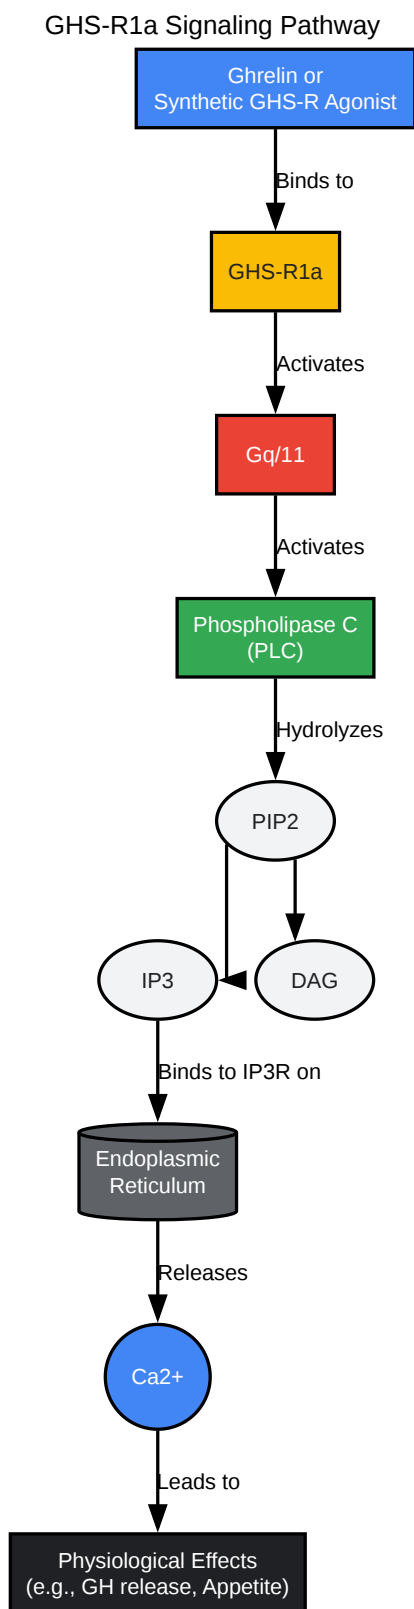 GHS-R1a Signaling Pathway
Ghrelin or
Synthetic GHS-R Agonist
Binds to
GHS-R1a
Activates
Gq/11
Activates
Phospholipase C
(PLC)
Hydrolyzes
PIP2
IP3
DAG
Binds to IP3R on
Endoplasmic
Reticulum
Releases
Ca2+
Leads to
Physiological Effects
(e.g., GH release, Appetite)